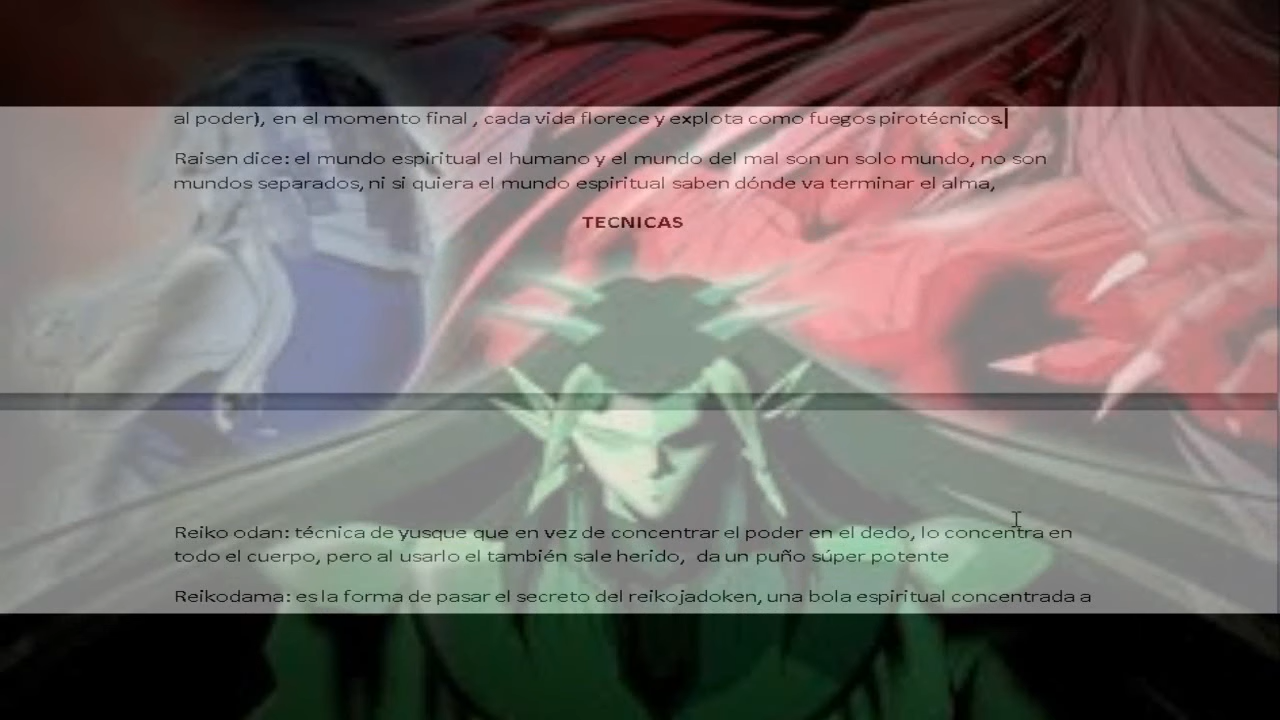 al poder), en el momento final , cada vida florece y explota como fuegos pirotécnicos.
Raisen dice: el mundo espiritual el humano y el mundo del mal son un solo mundo, no son
mundos separados, ni si quiera el mundo espiritual saben dónde va terminar el alma,
TECNICAS
Reiko odan: técnica de yusque que en vez de concentrar el poder en el dedo, lo concentra en
todo el cuerpo, pero al usarlo el también sale herido, da un puño súper potente
Reikodama: es la forma de pasar el secreto del reikojadoken, una bola espiritual concentrada a